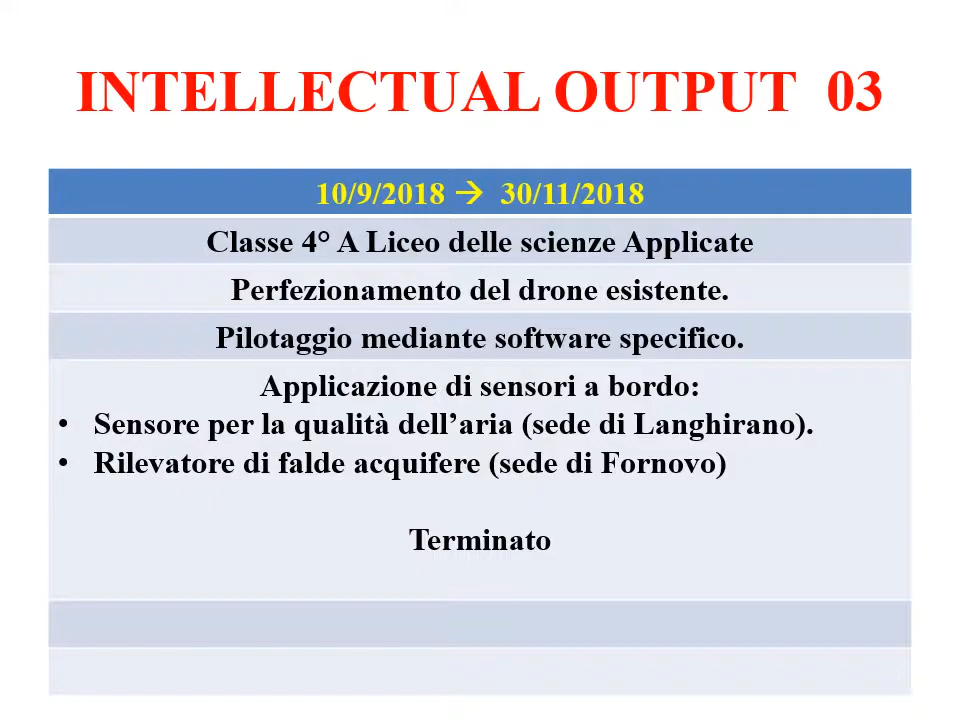 INTELLECTUAL OUTPUT 03
10/9/2018 → 30/11/2018
Classe 4° A Liceo delle scienze Applicate
Perfezionamento del drone esistente.
Pilotaggio mediante software specifico.
Applicazione di sensori a bordo:
• Sensore per la qualità dell’aria (sede di Langhirano).
• Rilevatore di falde acquifere (sede di Fornovo)
Terminato